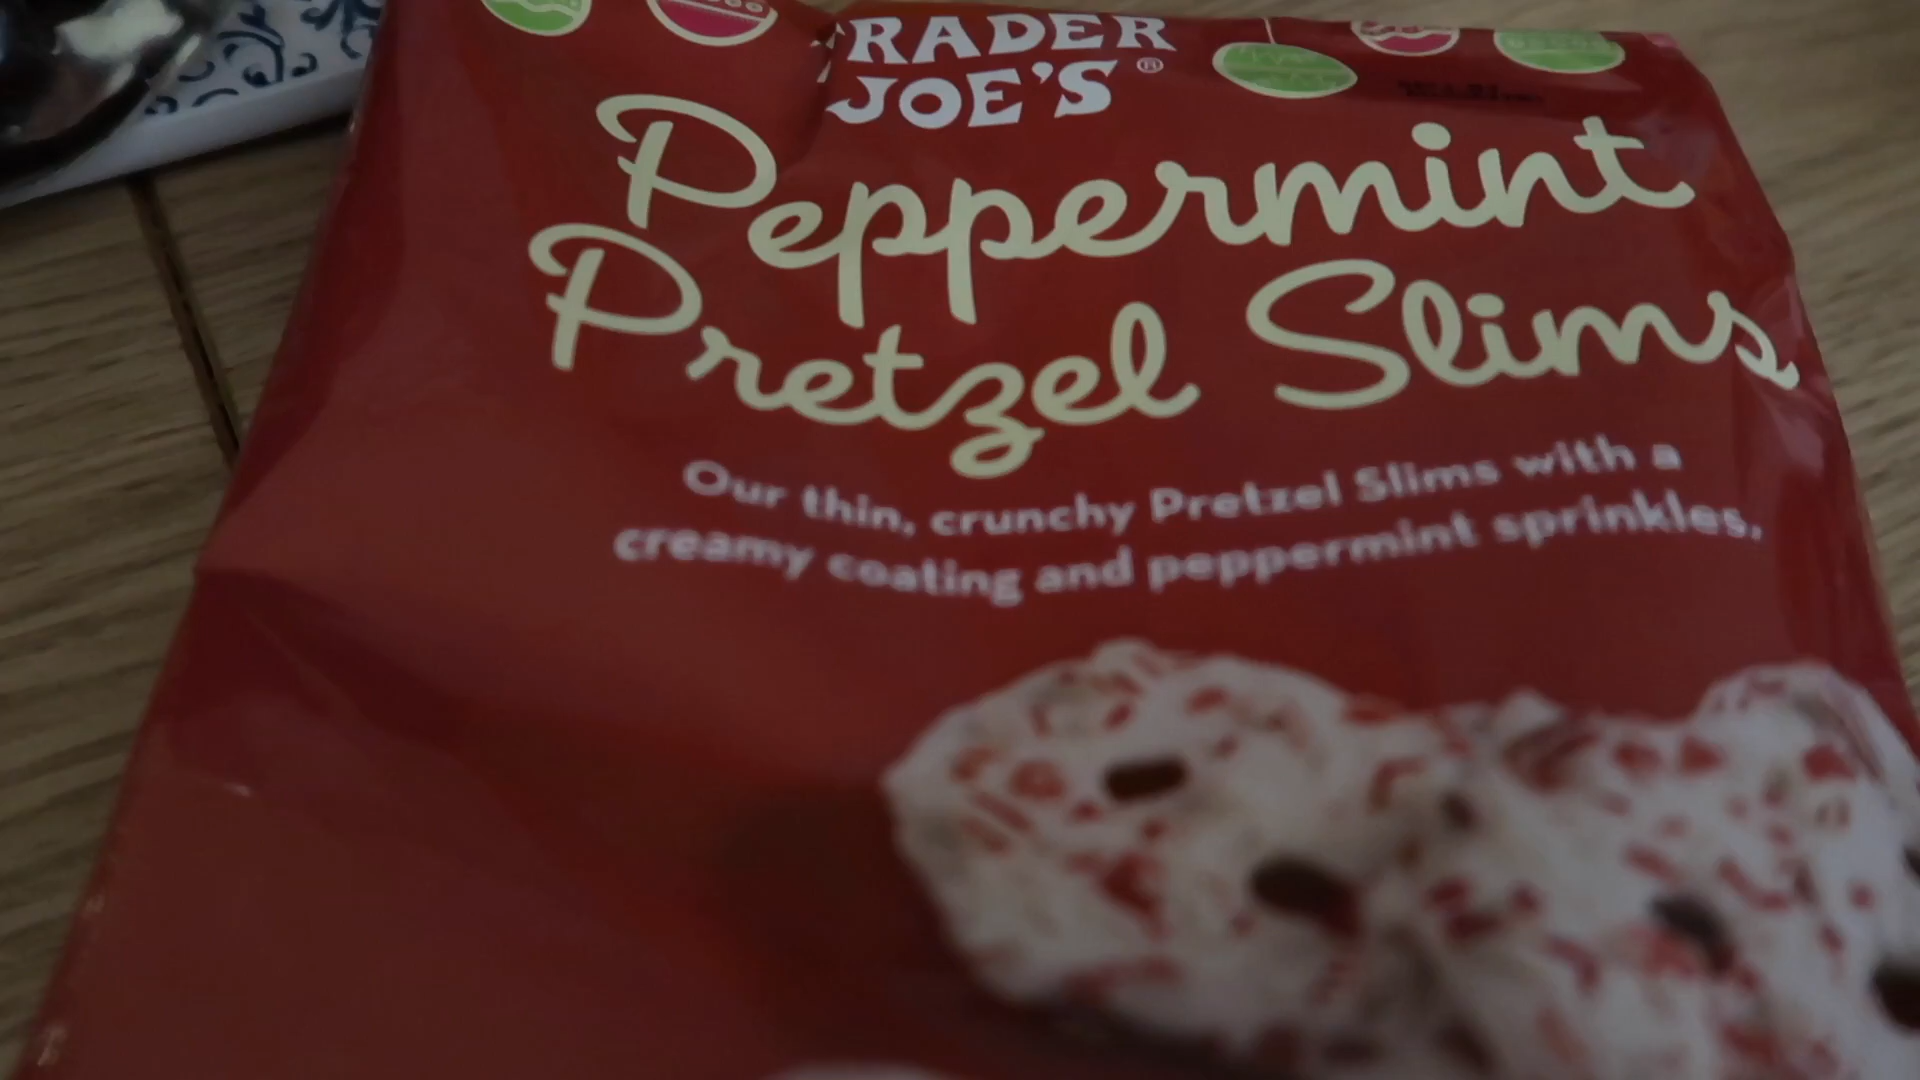 TRADER
JOE'S®
Peppermint
Pretzel Slims
Our thin, crunchy Pretzel Slims with a
creamy coating and peppermint sprinkles.